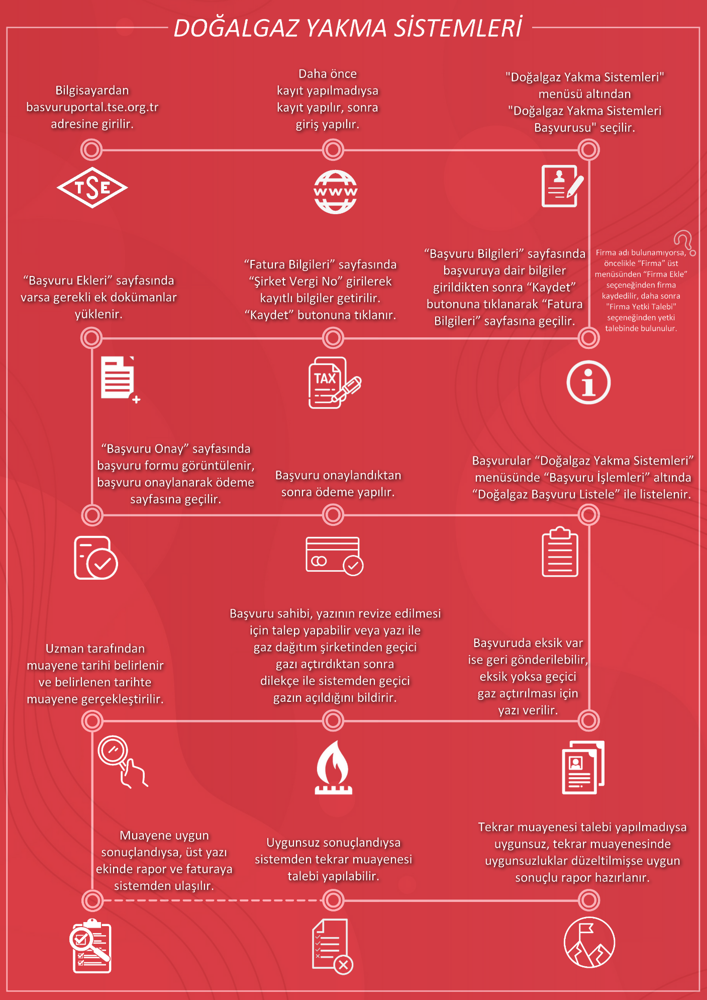 DOĞALGAZ YAKMA SİSTEMLERİ
Bilgisayardan
basvuruportal.tse.org.tr
adresine girilir.
Daha önce
kayıt yapılmadıysa
kayıt yapılır, sonra
giriş yapılır.
"Doğalgaz Yakma Sistemleri"
menüsü altından
"Doğalgaz Yakma Sistemleri
Başvurusu" seçilir.
TSE
WWW
“Başvuru Bilgileri” sayfasında
başvuruya dair bilgiler
girildikten sonra “Kaydet”
butonuna tıklanarak “Fatura
Bilgileri” sayfasına geçilir.
Firma adı bulunamıyorsa,
öncelikle “Firma” üst
menüsünden “Firma Ekle”
seçeneğinden firma
kaydedilir, daha sonra
"Firma Yetki Talebi"
seçeneğinden yetki
talebinde bulunulur.
“Fatura Bilgileri” sayfasında
“Şirket Vergi No” girilerek
kayıtlı bilgiler getirilir.
“Kaydet” butonuna tıklanır.
“Başvuru Ekleri” sayfasında
varsa gerekli ek dokümanlar
yüklenir.
TAX
“Başvuru Onay” sayfasında
başvuru formu görüntülenir,
başvuru onaylanarak ödeme
sayfasına geçilir.
Başvuru onaylandıktan
sonra ödeme yapılır.
Başvurular “Doğalgaz Yakma Sistemleri”
menüsünde “Başvuru İşlemleri” altında
“Doğalgaz Başvuru Listele” ile listelenir.
Başvuruda eksik var
ise geri gönderilebilir,
eksik yoksa geçici
gaz açtırılması için
yazı verilir.
Başvuru sahibi, yazının revize edilmesi
için talep yapabilir veya yazı ile
gaz dağıtım şirketinden geçici
gazı açtırdıktan sonra
dilekçe ile sistemden geçici
gazın açıldığını bildirir.
Uzman tarafından
muayene tarihi belirlenir
ve belirlenen tarihte
muayene gerçekleştirilir.
Muayene uygun
sonuçlandıysa, üst yazı
ekinde rapor ve faturaya
sistemden ulaşılır.
Uygunsuz sonuçlandıysa
sistemden tekrar muayenesi
talebi yapılabilir.
Tekrar muayenesi talebi yapılmadıysa
uygunsuz, tekrar muayenesinde
uygunsuzluklar düzeltilmişse uygun
sonuçlu rapor hazırlanır.